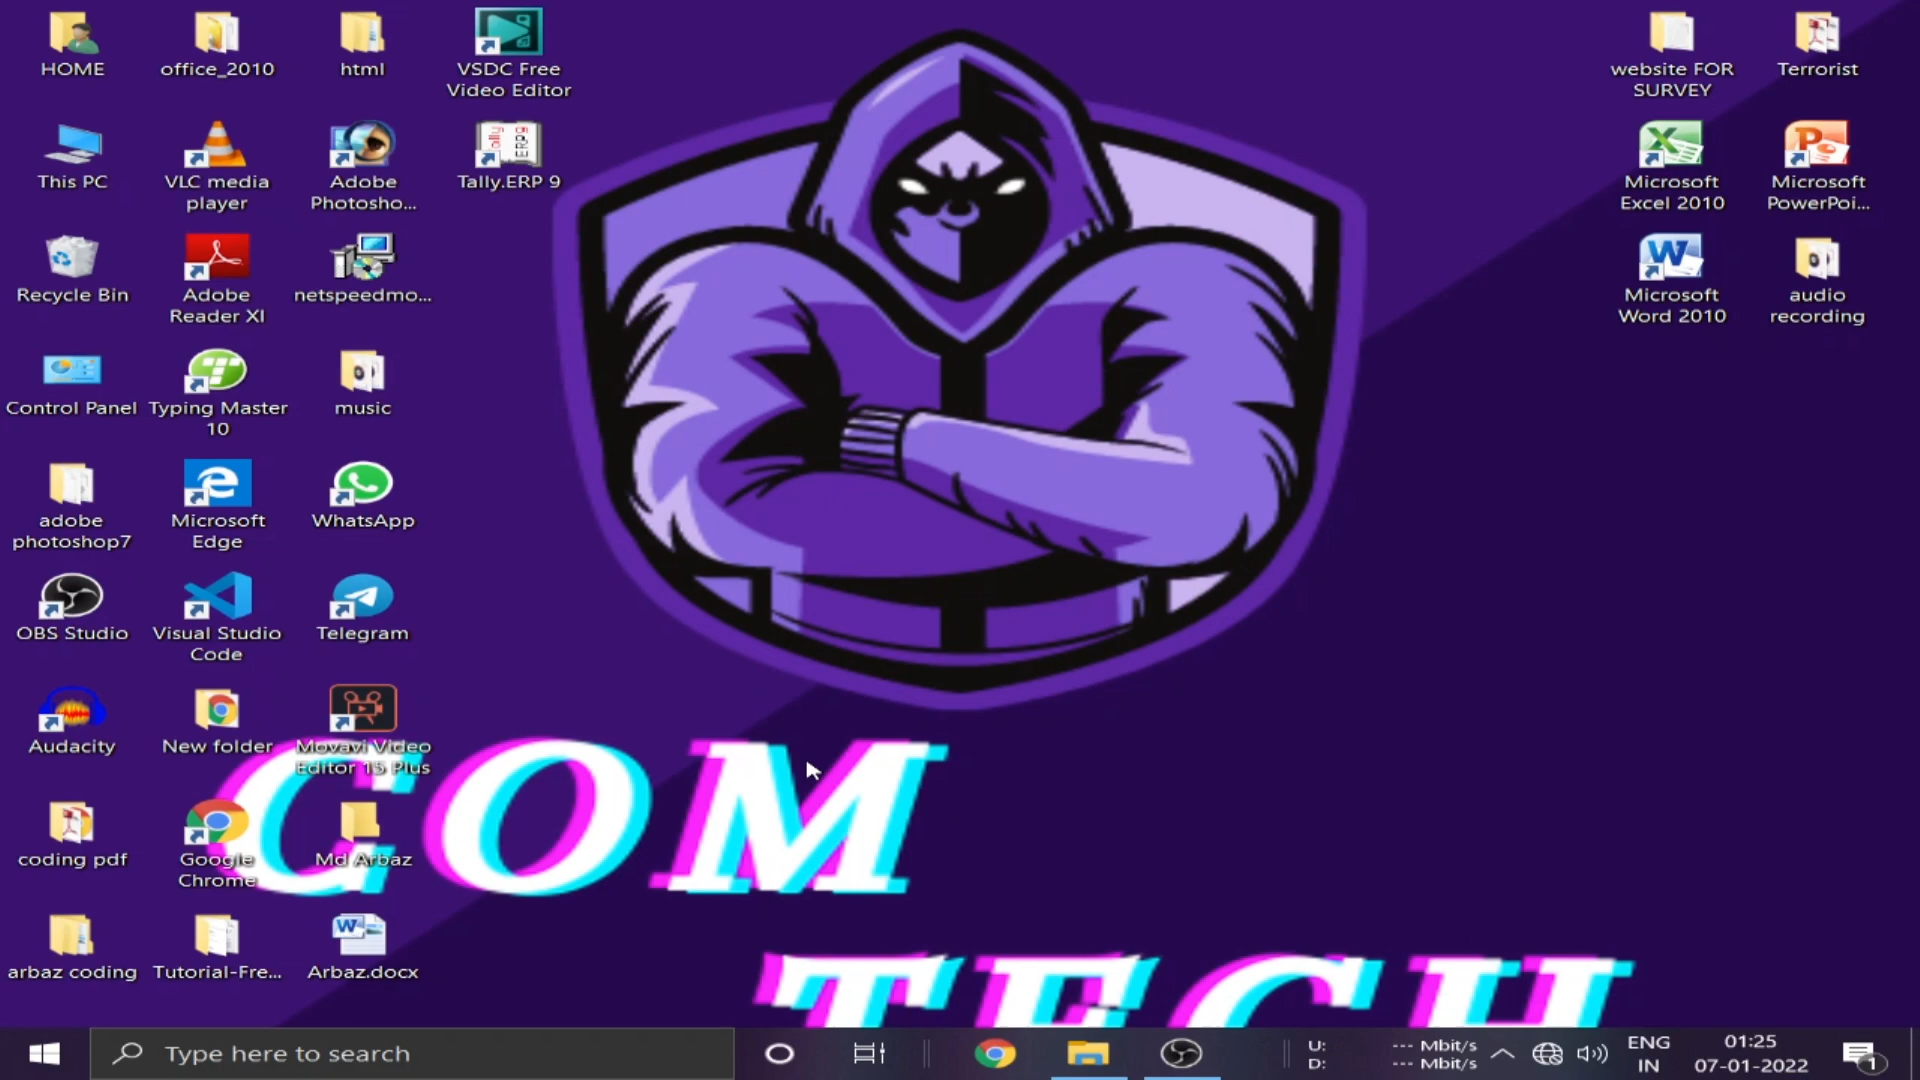 HOME
office_2010
html
VSDC Free
Video Editor
website FOR
SURVEY
Terrorist
This PC
VLC media
player
Adobe
Photosho...
Tally.ERP 9
Microsoft
Excel 2010
Microsoft
PowerPoi...
Recycle Bin
Adobe
Reader XI
netspeedmo...
Microsoft
Word 2010
audio
recording
Control Panel
Typing Master
10
music
adobe
photoshop7
Microsoft
Edge
WhatsApp
OBS Studio
Visual Studio
Code
Telegram
Audacity
New folder
Movavi Video
Editor 15 Plus
coding pdf
Google
Chrome
Md Arbaz
arbaz coding
Tutorial-Fre...
Arbaz.docx
COM
TECH
Type here to search
U: --- Mbit/s
D: --- Mbit/s
ENG
IN
01:25
07-01-2022
1